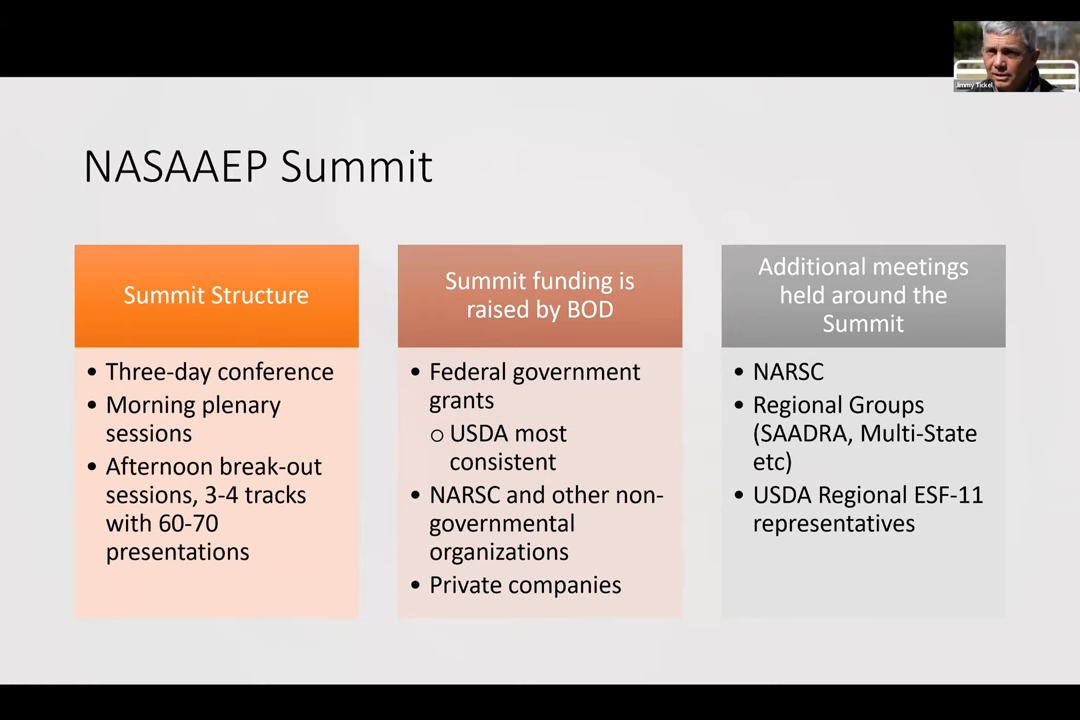 Jimmy Tickel
NASAAEP Summit
Summit Structure
• Three-day conference
• Morning plenary
sessions
• Afternoon break-out
sessions, 3-4 tracks
with 60-70
presentations
Summit funding is
raised by BOD
• Federal government
grants
o USDA most
consistent
• NARSC and other non-
governmental
organizations
• Private companies
Additional meetings
held around the
Summit
• NARSC
• Regional Groups
(SAADRA, Multi-State
etc)
• USDA Regional ESF-11
representatives